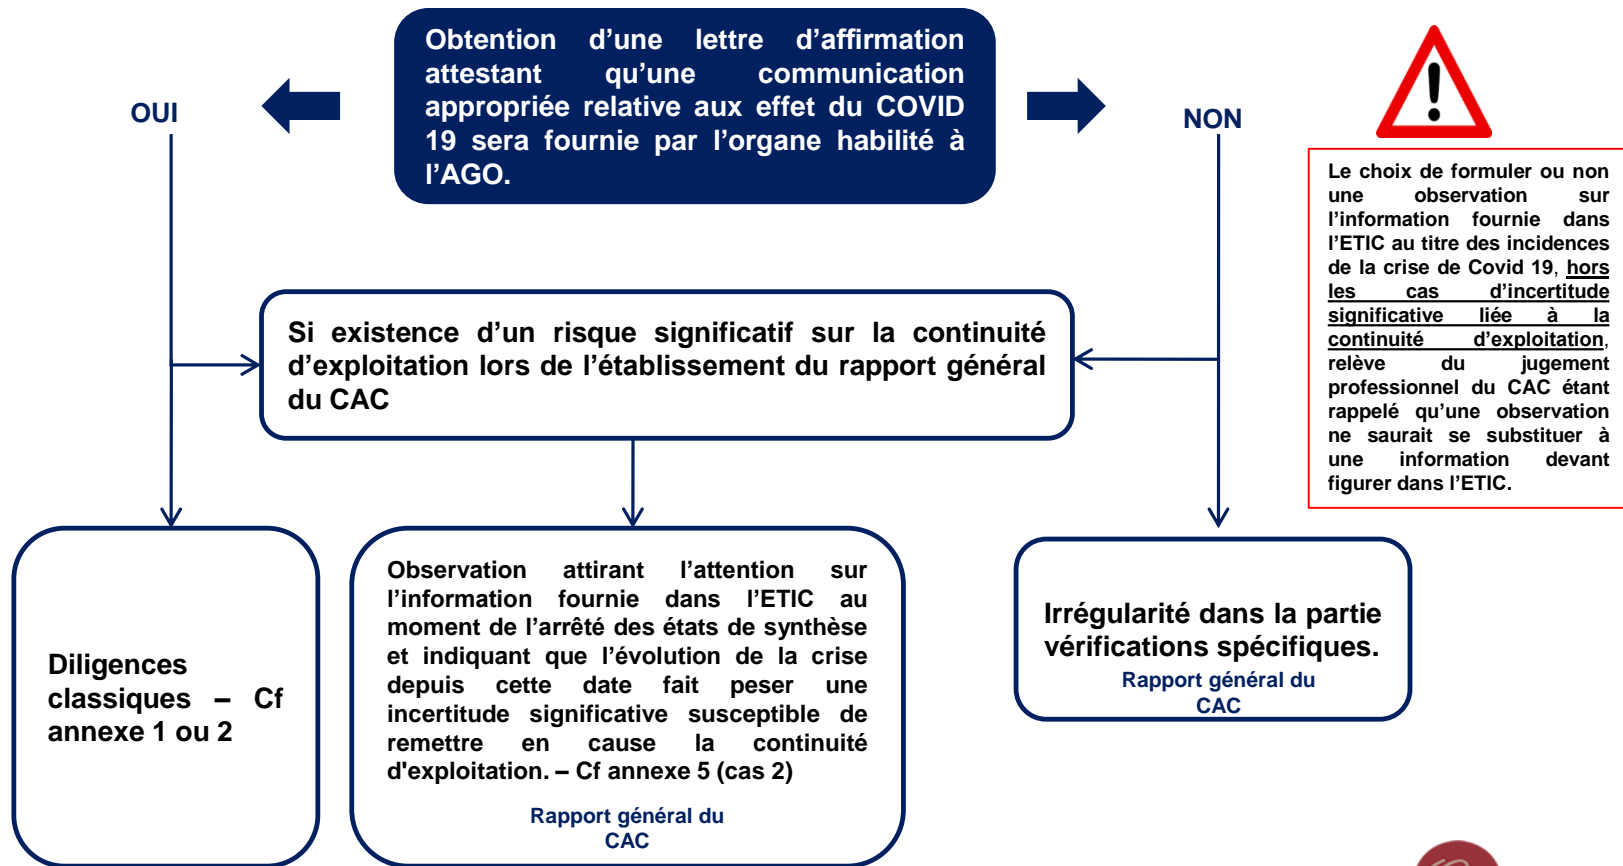 Obtention d'une lettre d'affirmation
attestant qu'une communication
appropriée relative aux effet du COVID
19 sera fournie par l'organe habilité à
l'AGO.
OUI
NON
Le choix de formuler ou non
une observation sur
l'information fournie dans
l'ETIC au titre des incidences
de la crise de Covid 19, hors
les cas d'incertitude
significative liée à la
continuité d'exploitation,
relève du jugement
professionnel du CAC étant
rappelé qu'une observation
ne saurait se substituer à
une information devant
figurer dans l'ETIC.
Si existence d'un risque significatif sur la continuité
d'exploitation lors de l'établissement du rapport général
du CAC
Diligences
classiques – Cf
annexe 1 ou 2
Observation attirant l'attention sur
l'information fournie dans l'ETIC au
moment de l'arrêté des états de synthèse
et indiquant que l'évolution de la crise
depuis cette date fait peser une
incertitude significative susceptible de
remettre en cause la continuité
d'exploitation. – Cf annexe 5 (cas 2)
Rapport général du
CAC
Irrégularité dans la partie
vérifications spécifiques.
Rapport général du
CAC